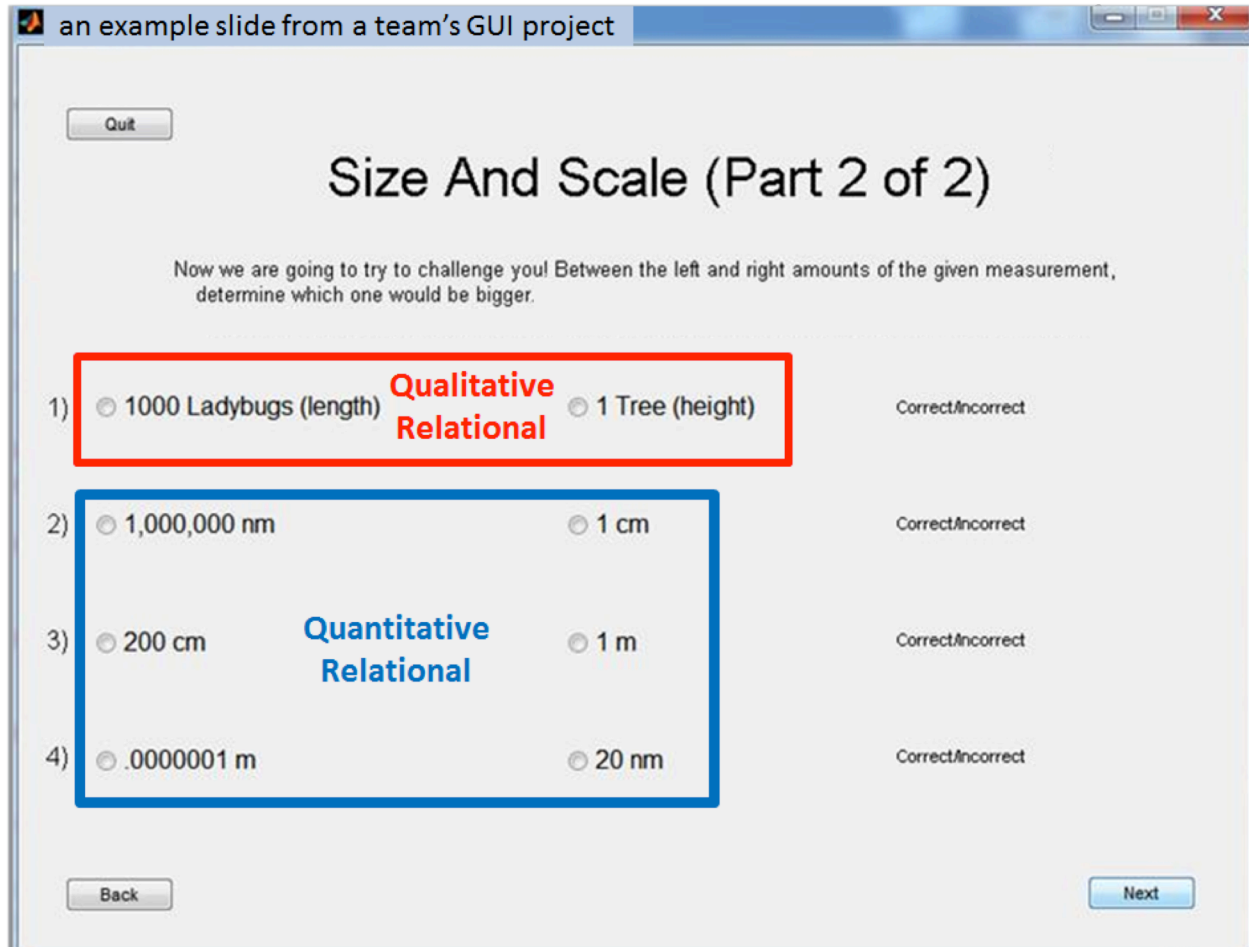 an example slide from a team's GUI project
Quit
Size And Scale (Part 2 of 2)
Now we are going to try to challenge you! Between the left and right amounts of the given measurement,
determine which one would be bigger.
1) 1000 Ladybugs (length) Qualitative Relational 1 Tree (height) Correct/Incorrect
2) 1,000,000 nm 1 cm Correct/Incorrect
Quantitative
3) 200 cm 1 m Correct/Incorrect
Relational
4) .0000001 m 20 nm Correct/Incorrect
Back Next